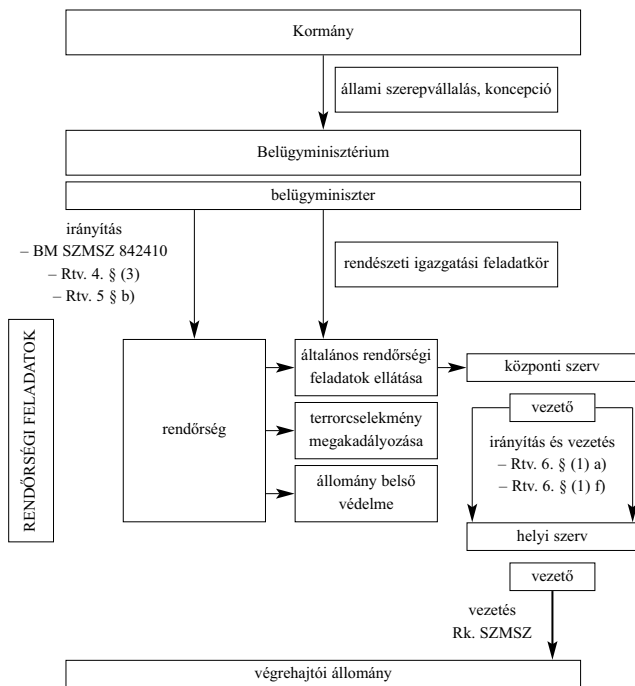 Kormány
állami szerepvállalás, koncepció
Belügyminisztérium
belügyminiszter
irányítás
– BM SZMSZ 842410
– Rtv. 4. § (3)
– Rtv. 5 § b)
rendészeti igazgatási feladatkör
RENDŐRSÉGI FELADATOK
rendőrség
általános rendőrségi
feladatok ellátása
központi szerv
terrorcselekmény
megakadályozása
vezető
irányítás és vezetés
– Rtv. 6. § (1) a)
– Rtv. 6. § (1) f)
állomány belső
védelme
helyi szerv
vezető
vezetés
Rk. SZMSZ
végrehajtói állomány